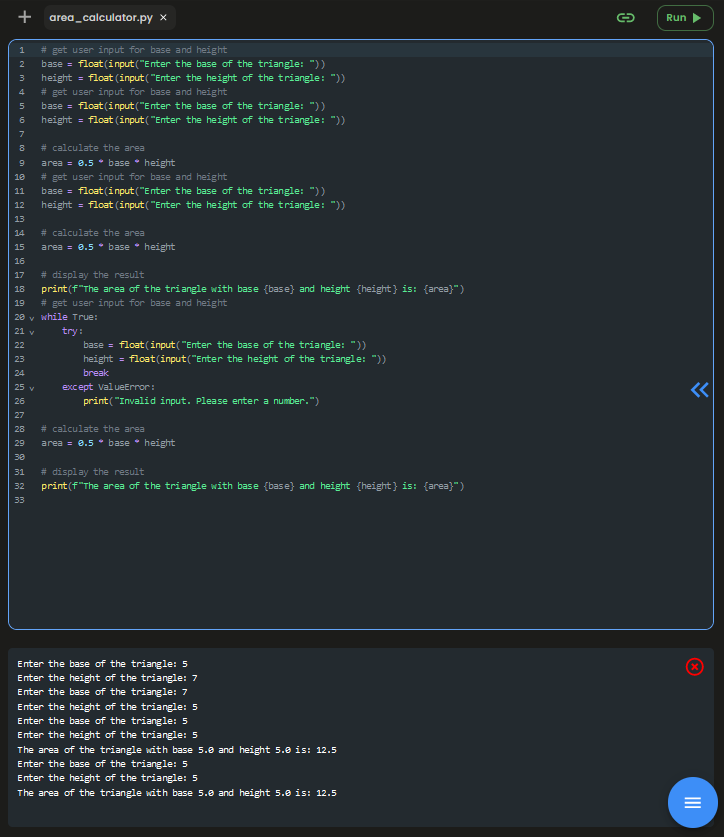 area_calculator.py
Run
1 # get user input for base and height
2 base = float(input("Enter the base of the triangle: "))
3 height = float(input("Enter the height of the triangle: "))
4 # get user input for base and height
5 base = float(input("Enter the base of the triangle: "))
6 height = float(input("Enter the height of the triangle: "))
7
8 # calculate the area
9 area = 0.5 * base * height
10 # get user input for base and height
11 base = float(input("Enter the base of the triangle: "))
12 height = float(input("Enter the height of the triangle: "))
13
14 # calculate the area
15 area = 0.5 * base * height
16
17 # display the result
18 print(f"The area of the triangle with base {base} and height {height} is: {area}")
19 # get user input for base and height
20 while True:
21     try:
22         base = float(input("Enter the base of the triangle: "))
23         height = float(input("Enter the height of the triangle: "))
24         break
25     except ValueError:
26         print("Invalid input. Please enter a number.")
27
28 # calculate the area
29 area = 0.5 * base * height
30
31 # display the result
32 print(f"The area of the triangle with base {base} and height {height} is: {area}")
33
Enter the base of the triangle: 5
Enter the height of the triangle: 7
Enter the base of the triangle: 7
Enter the height of the triangle: 5
Enter the base of the triangle: 5
Enter the height of the triangle: 5
The area of the triangle with base 5.0 and height 5.0 is: 12.5
Enter the base of the triangle: 5
Enter the height of the triangle: 5
The area of the triangle with base 5.0 and height 5.0 is: 12.5